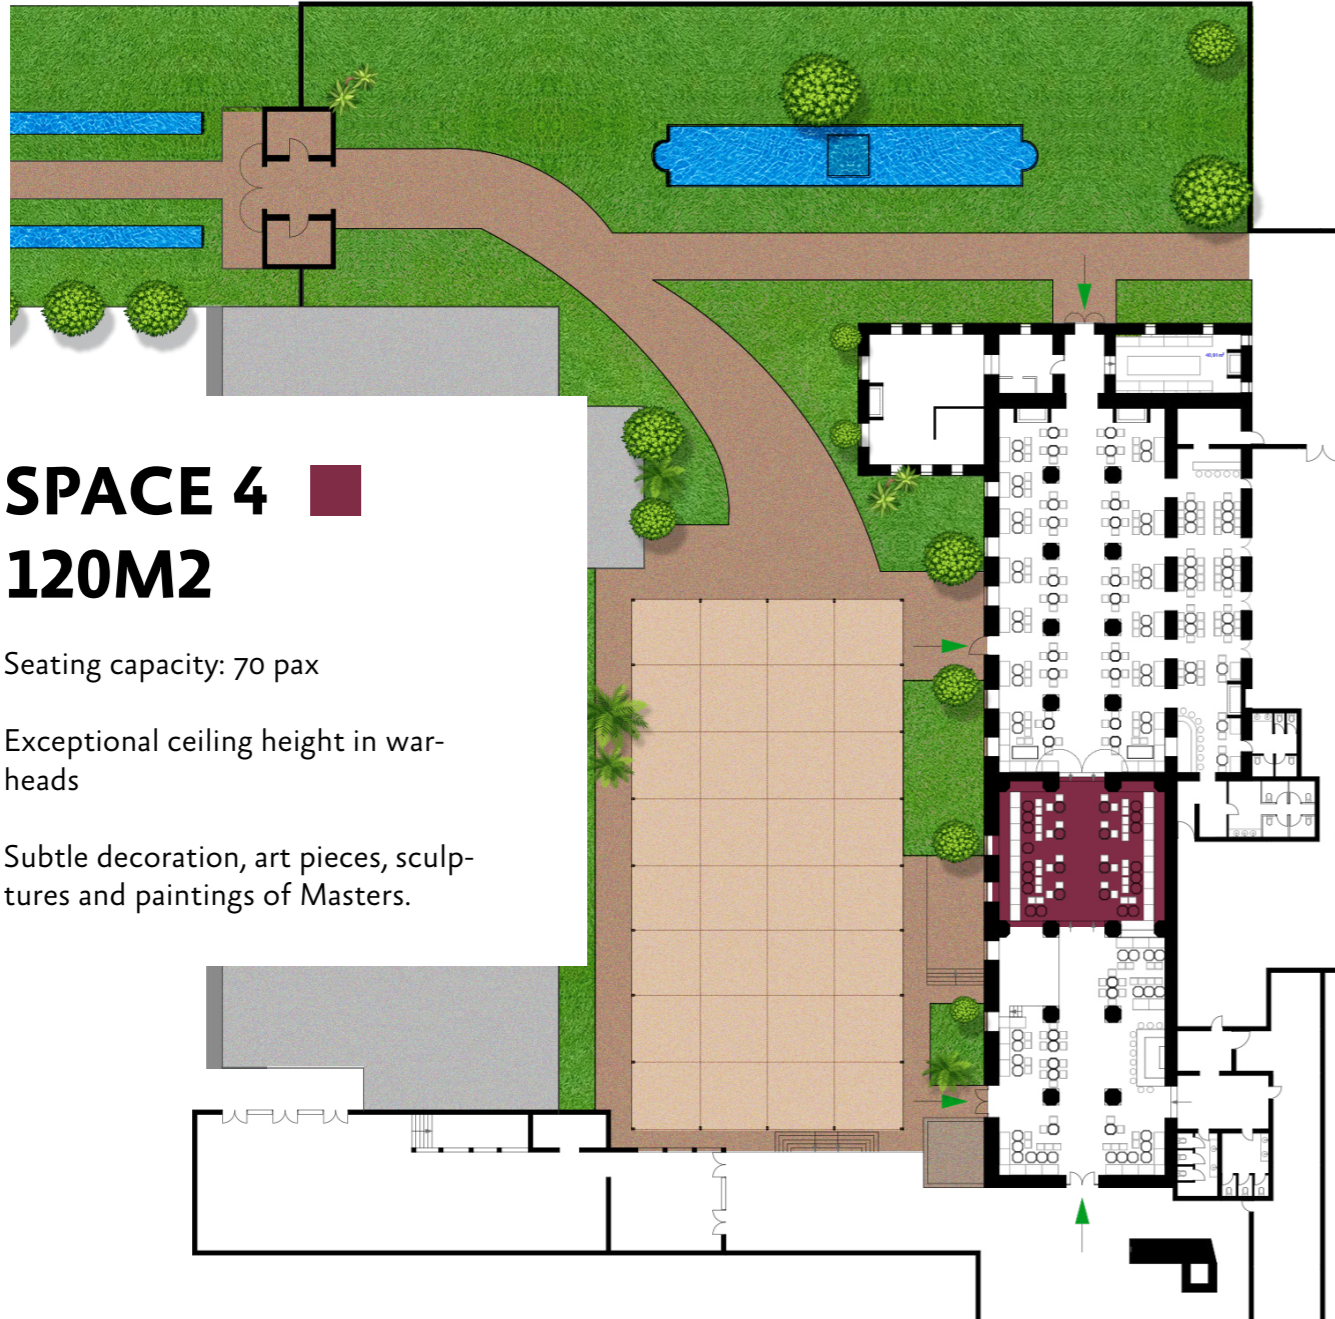 SPACE 4
120M2
Seating capacity: 70 pax
Exceptional ceiling height in war-
heads
Subtle decoration, art pieces, sculp-
tures and paintings of Masters.